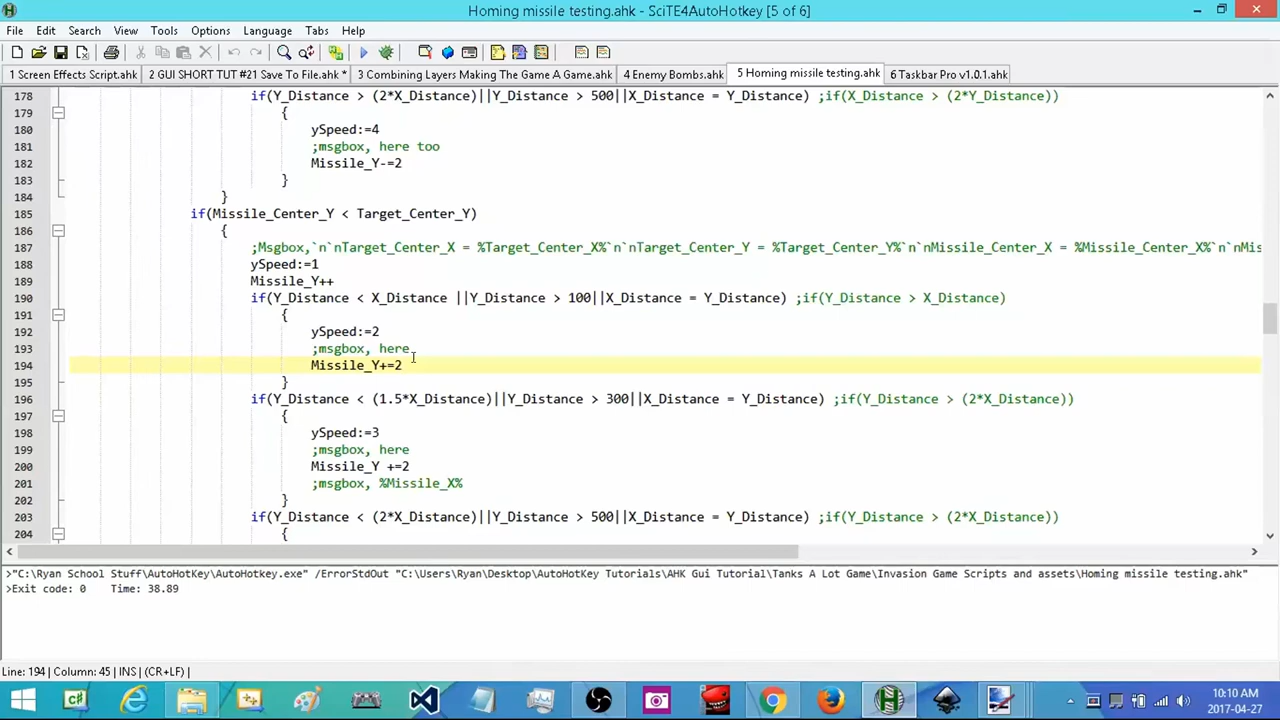 Homing missile testing.ahk - SciTE4AutoHotkey [5 of 6]
File Edit Search View Tools Options Language Tabs Help
1 Screen Effects Script.ahk 2 GUI SHORT TUT #21 Save To File.ahk * 3 Combining Layers Making The Game A Game.ahk 4 Enemy Bombs.ahk 5 Homing missile testing.ahk 6 Taskbar Pro v1.0.1.ahk
178 if(Y_Distance > (2*X_Distance)||Y_Distance > 500||X_Distance = Y_Distance) ;if(X_Distance > (2*Y_Distance))
179 {
180 ySpeed:=4
181 ;msgbox, here too
182 Missile_Y-=2
183 }
184 }
185 if(Missile_Center_Y < Target_Center_Y)
186 {
187 ;Msgbox,`n`nTarget_Center_X = %Target_Center_X%`n`nTarget_Center_Y = %Target_Center_Y%`n`nMissile_Center_X = %Missile_Center_X%`n`nMis
188 ySpeed:=1
189 Missile_Y++
190 if(Y_Distance < X_Distance ||Y_Distance > 100||X_Distance = Y_Distance) ;if(Y_Distance > X_Distance)
191 {
192 ySpeed:=2
193 ;msgbox, here
194 Missile_Y+=2
195 }
196 if(Y_Distance < (1.5*X_Distance)||Y_Distance > 300||X_Distance = Y_Distance) ;if(Y_Distance > (2*X_Distance))
197 {
198 ySpeed:=3
199 ;msgbox, here
200 Missile_Y +=2
201 ;msgbox, %Missile_X%
202 }
203 if(Y_Distance < (2*X_Distance)||Y_Distance > 500||X_Distance = Y_Distance) ;if(Y_Distance > (2*X_Distance))
204 {
>"C:\Ryan School Stuff\AutoHotKey\AutoHotkey.exe" /ErrorStdOut "C:\Users\Ryan\Desktop\AutoHotKey Tutorials\AHK Gui Tutorial\Tanks A Lot Game\Invasion Game Scripts and assets\Homing missile testing.ahk"
>Exit code: 0 Time: 38.89
Line: 194 | Column: 45 | INS | (CR+LF) |
10:10 AM
2017-04-27